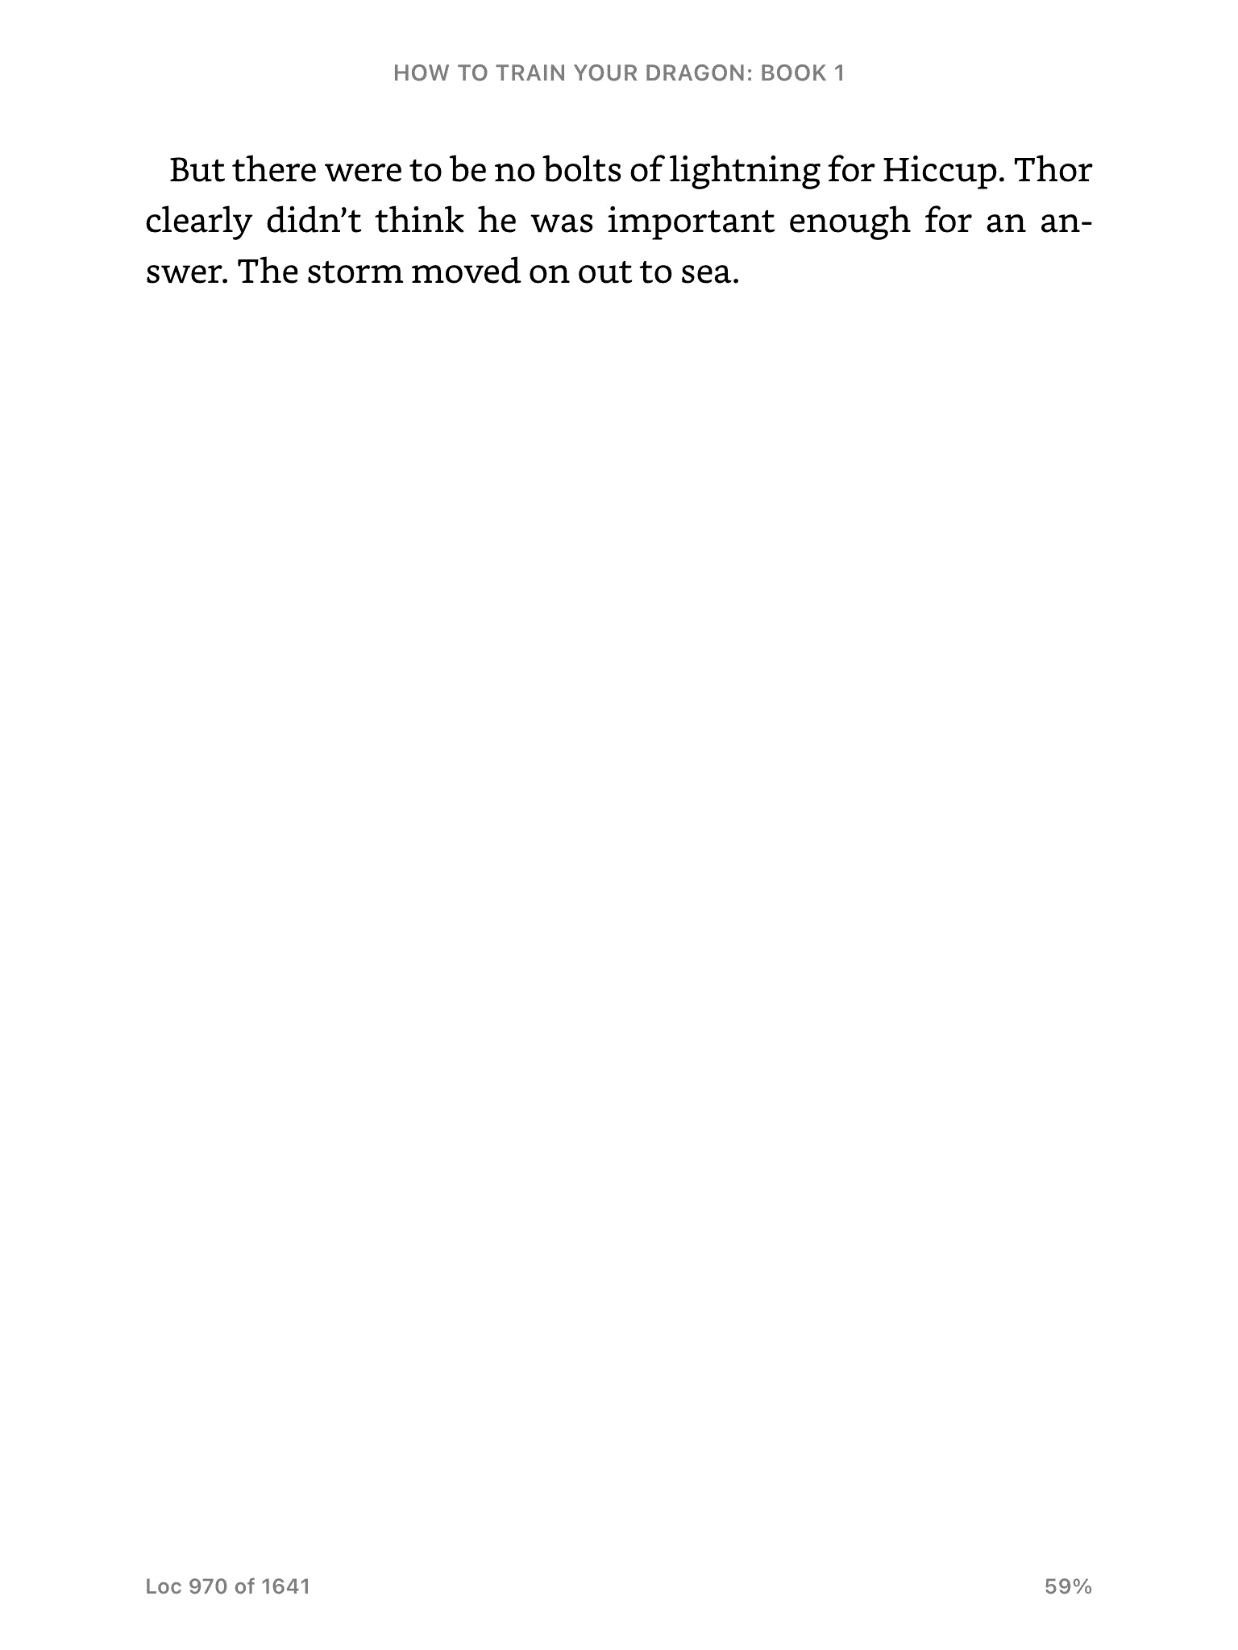 HOW TO TRAIN YOUR DRAGON: BOOK 1
But there were to be no bolts of lightning for Hiccup. Thor
clearly didn’t think he was important enough for an an-
swer. The storm moved on out to sea.
Loc 970 of 1641
59%